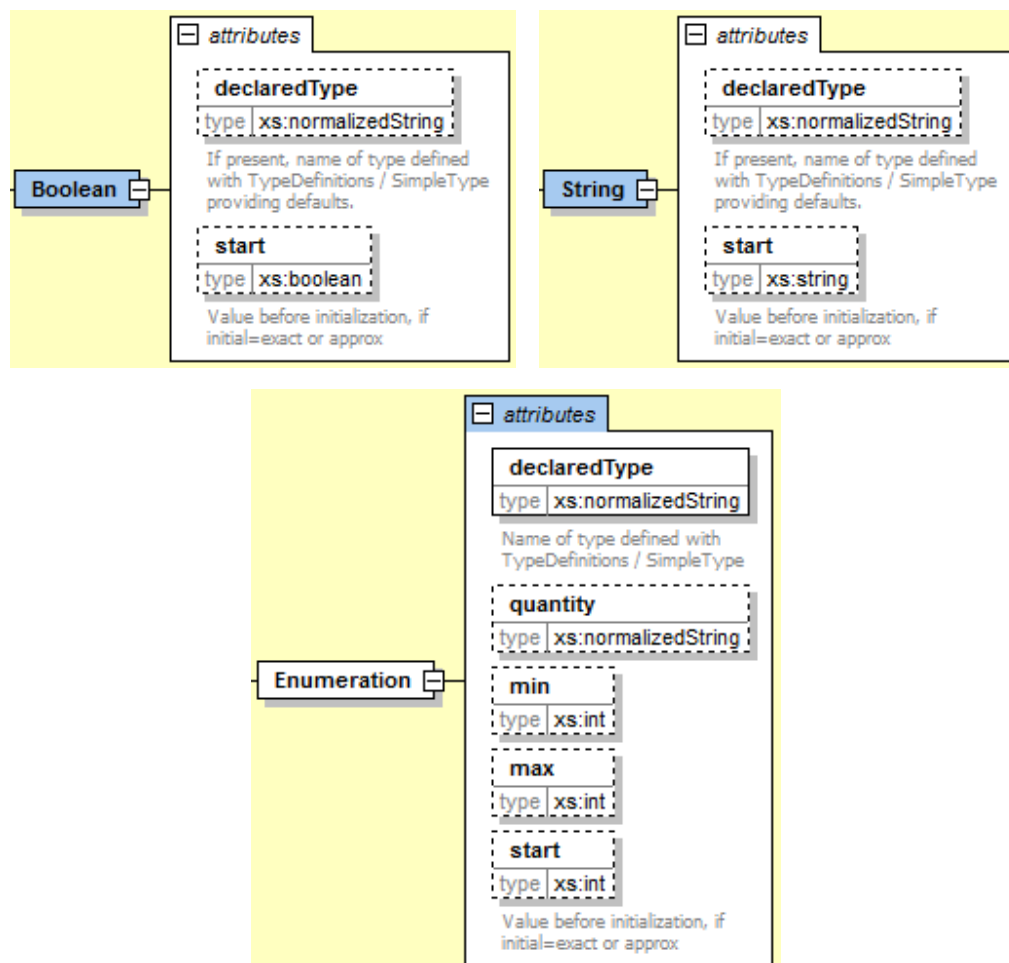 attributes
declaredType
type xs:normalizedString
If present, name of type defined
with TypeDefinitions / SimpleType
providing defaults.
Boolean
start
type xs:boolean
Value before initialization, if
initial=exact or approx
attributes
declaredType
type xs:normalizedString
If present, name of type defined
with TypeDefinitions / SimpleType
providing defaults.
String
start
type xs:string
Value before initialization, if
initial=exact or approx
attributes
declaredType
type xs:normalizedString
Name of type defined with
TypeDefinitions / SimpleType
quantity
type xs:normalizedString
Enumeration
min
type xs:int
max
type xs:int
start
type xs:int
Value before initialization, if
initial=exact or approx